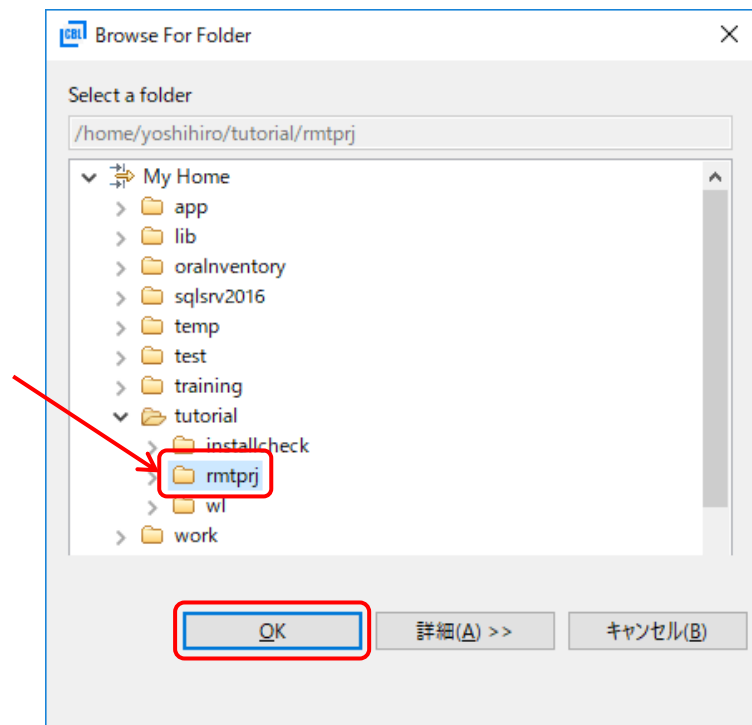 CBL Browse For Folder
Select a folder
/home/yoshihiro/tutorial/rmtprj
My Home
app
lib
oraInventory
sqlsrv2016
temp
test
training
tutorial
installcheck
rmtprj
wl
work
OK 詳細(A) >> キャンセル(B)